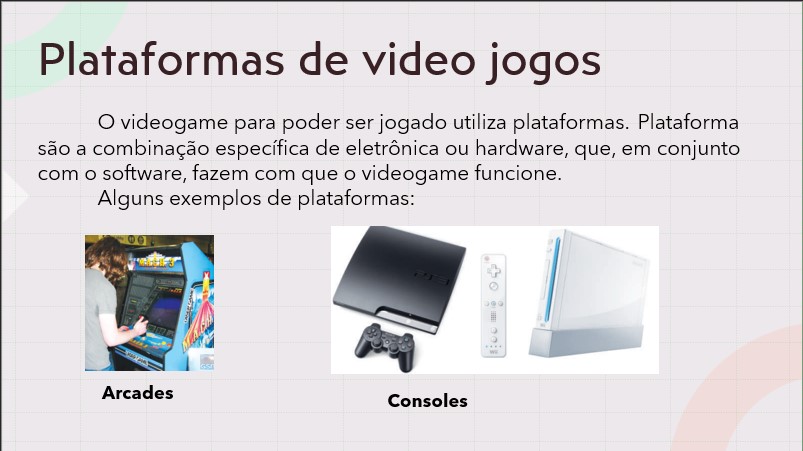 Plataformas de video jogos
O videogame para poder ser jogado utiliza plataformas. Plataforma
são a combinação específica de eletrônica ou hardware, que, em conjunto
com o software, fazem com que o videogame funcione.
Alguns exemplos de plataformas:
Arcades
Consoles